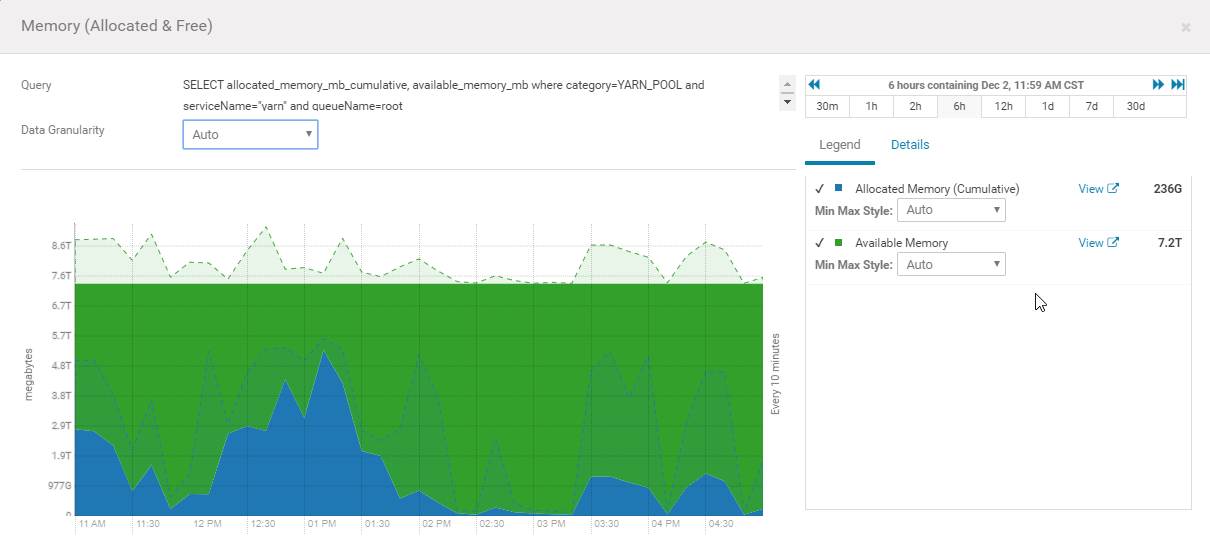 Memory (Allocated & Free)
×
Query
SELECT allocated_memory_mb_cumulative, available_memory_mb where category=YARN_POOL and
serviceName="yarn" and queueName=root
Data Granularity
Auto
6 hours containing Dec 2, 11:59 AM CST
30m 1h 2h 6h 12h 1d 7d 30d
Legend Details
✓ Allocated Memory (Cumulative) View 236G
Min Max Style: Auto
✓ Available Memory View 7.2T
Min Max Style: Auto
megabytes
8.6T
7.6T
6.7T
5.7T
4.8T
3.8T
2.9T
1.9T
977G
0
11 AM 11:30 12 PM 12:30 01 PM 01:30 02 PM 02:30 03 PM 03:30 04 PM 04:30
Every 10 minutes